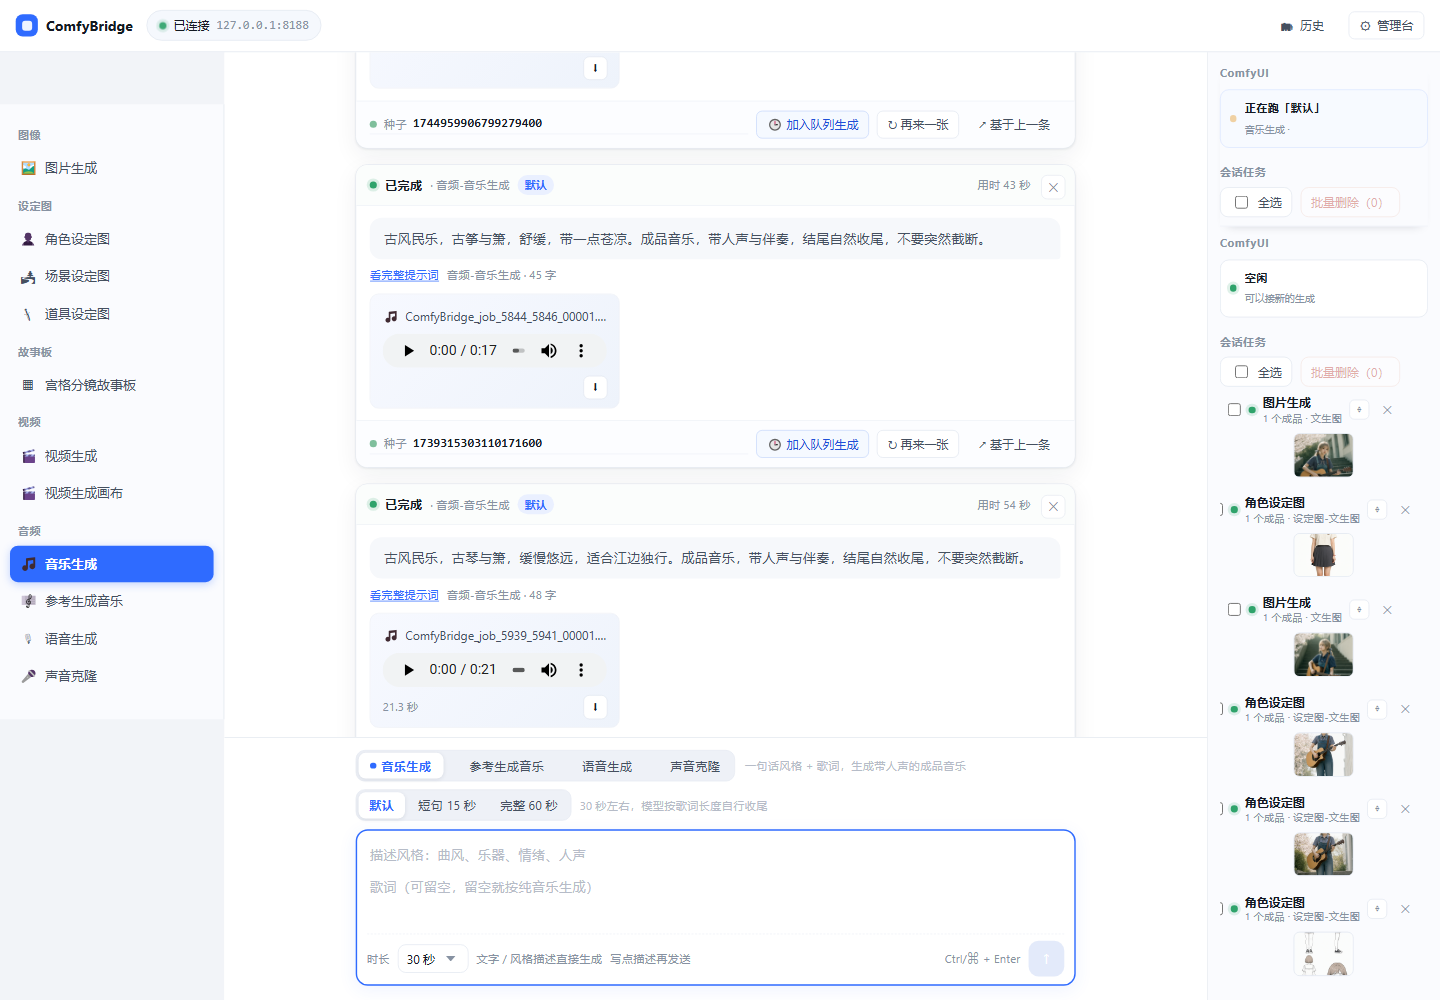 ComfyBridge
已连接 127.0.0.1:8188
历史
管理台
图像
图片生成
设定图
角色设定图
场景设定图
道具设定图
故事板
宫格分镜故事板
视频
视频生成
视频生成画布
音频
音乐生成
参考生成音乐
语音生成
声音克隆
种子 1744959906799279400
加入队列生成
↻ 再来一张
↗ 基于上一条
已完成 · 音频-音乐生成 默认
用时 43 秒
古风民乐，古筝与箫，舒缓，带一点苍凉。成品音乐，带人声与伴奏，结尾自然收尾，不要突然截断。
看完整提示词 音频-音乐生成 · 45 字
ComfyBridge_job_5844_5846_00001....
0:00 / 0:17
种子 1739315303110171600
加入队列生成
↻ 再来一张
↗ 基于上一条
已完成 · 音频-音乐生成 默认
用时 54 秒
古风民乐，古琴与箫，缓慢悠远，适合江边独行。成品音乐，带人声与伴奏，结尾自然收尾，不要突然截断。
看完整提示词 音频-音乐生成 · 48 字
ComfyBridge_job_5939_5941_00001....
0:00 / 0:21
21.3 秒
音乐生成 参考生成音乐 语音生成 声音克隆 一句话风格 + 歌词，生成带人声的成品音乐
默认 短句 15 秒 完整 60 秒 30 秒左右，模型按歌词长度自行收尾
描述风格：曲风、乐器、情绪、人声
歌词（可留空，留空就按纯音乐生成）
时长 30 秒 文字 / 风格描述直接生成 写点描述再发送
Ctrl/⌘ + Enter
ComfyUI
正在跑「默认」
音乐生成 ·
会话任务
全选 批量删除（0）
ComfyUI
空闲
可以接新的生成
会话任务
全选 批量删除（0）
图片生成
1 个成品 · 文生图
角色设定图
1 个成品 · 设定图-文生图
图片生成
1 个成品 · 文生图
角色设定图
1 个成品 · 设定图-文生图
角色设定图
1 个成品 · 设定图-文生图
角色设定图
1 个成品 · 设定图-文生图